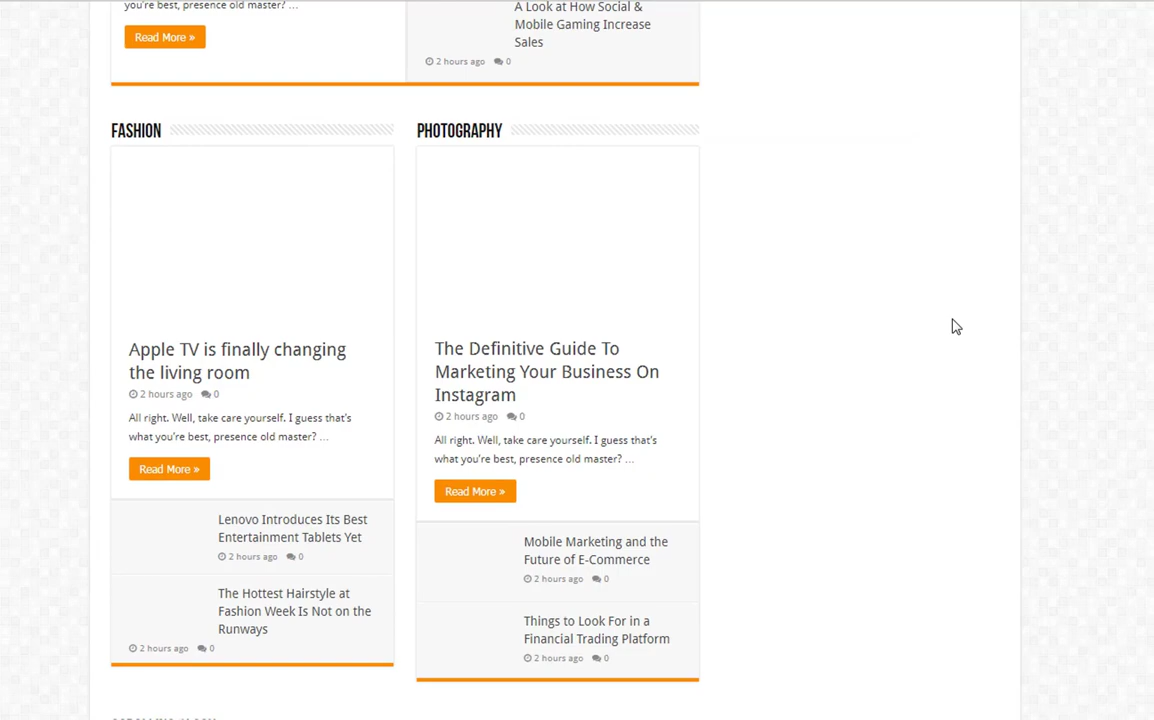 you're best, presence old master? ...
Read More »
A Look at How Social &
Mobile Gaming Increase
Sales
2 hours ago 0
FASHION
PHOTOGRAPHY
Apple TV is finally changing
the living room
2 hours ago 0
All right. Well, take care yourself. I guess that's
what you're best, presence old master? ...
Read More »
Lenovo Introduces Its Best
Entertainment Tablets Yet
2 hours ago 0
The Hottest Hairstyle at
Fashion Week Is Not on the
Runways
2 hours ago 0
The Definitive Guide To
Marketing Your Business On
Instagram
2 hours ago 0
All right. Well, take care yourself. I guess that's
what you're best, presence old master? ...
Read More »
Mobile Marketing and the
Future of E-Commerce
2 hours ago 0
Things to Look For in a
Financial Trading Platform
2 hours ago 0